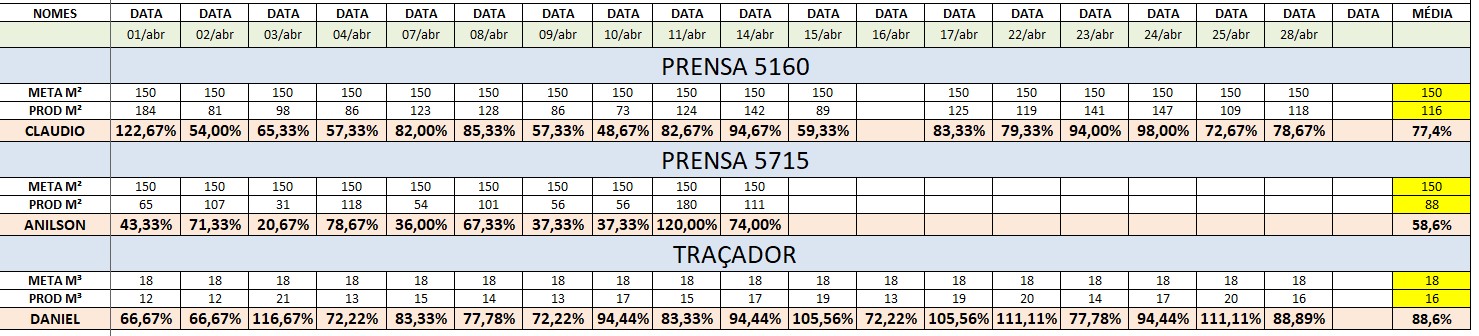 NOMES DATA DATA DATA DATA DATA DATA DATA DATA DATA DATA DATA DATA DATA DATA DATA DATA DATA DATA DATA MÉDIA
01/abr 02/abr 03/abr 04/abr 07/abr 08/abr 09/abr 10/abr 11/abr 14/abr 15/abr 16/abr 17/abr 22/abr 23/abr 24/abr 25/abr 28/abr
PRENSA 5160
META M² 150 150 150 150 150 150 150 150 150 150 150 150 150 150 150 150 150 150
PROD M² 184 81 98 86 123 128 86 73 124 142 89 125 119 141 147 109 118 116
CLAUDIO 122,67% 54,00% 65,33% 57,33% 82,00% 85,33% 57,33% 48,67% 82,67% 94,67% 59,33% 83,33% 79,33% 94,00% 98,00% 72,67% 78,67% 77,4%
PRENSA 5715
META M² 150 150 150 150 150 150 150 150 150 150 150
PROD M² 65 107 31 118 54 101 56 56 180 111 88
ANILSON 43,33% 71,33% 20,67% 78,67% 36,00% 67,33% 37,33% 37,33% 120,00% 74,00% 58,6%
TRAÇADOR
META M³ 18 18 18 18 18 18 18 18 18 18 18 18 18 18 18 18 18 18 18
PROD M³ 12 12 21 13 15 14 13 17 15 17 19 13 19 20 14 17 20 16 16
DANIEL 66,67% 66,67% 116,67% 72,22% 83,33% 77,78% 72,22% 94,44% 83,33% 94,44% 105,56% 72,22% 105,56% 111,11% 77,78% 94,44% 111,11% 88,89% 88,6%